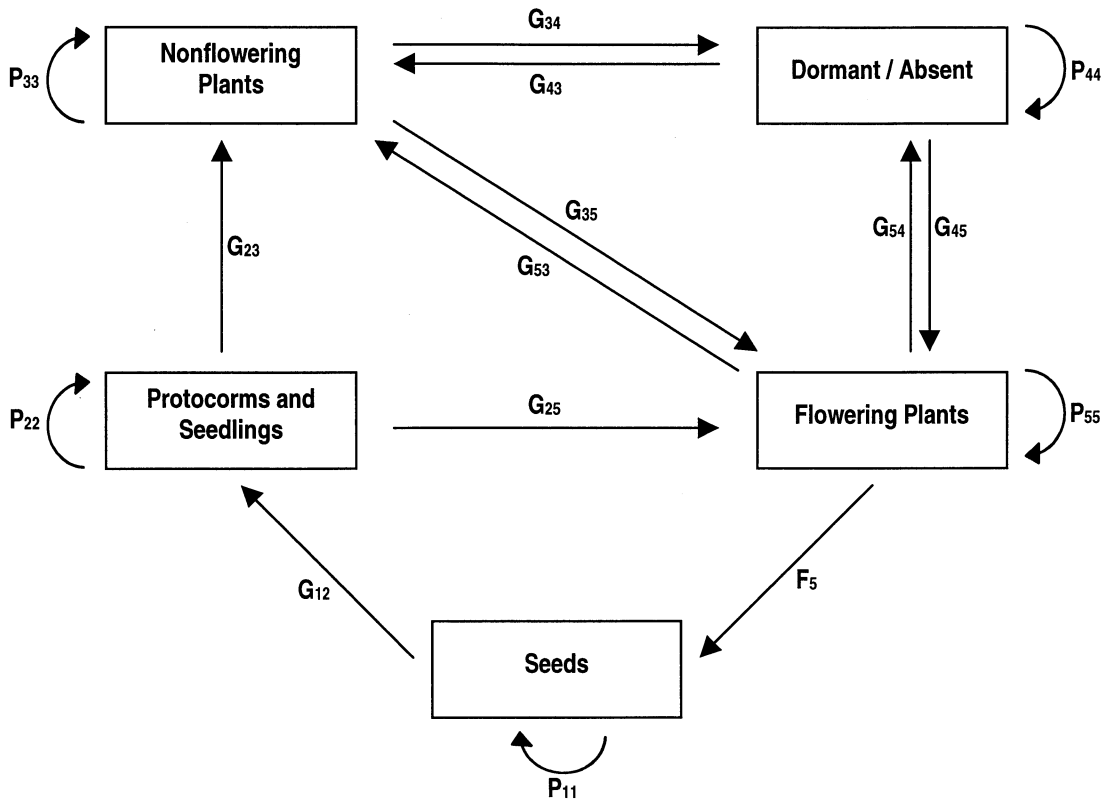 G34
Nonflowering
Plants
Dormant / Absent
P33
P44
G43
G35
G54
G45
G23
G53
Protocorms and
Seedlings
G25
Flowering Plants
P22
P55
G12
F5
Seeds
P11